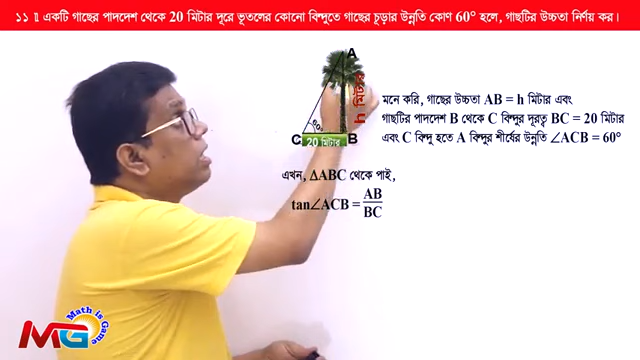 ১১ ॥ একটি গাছের পাদদেশ থেকে 20 মিটার দূরে ভূতলের কোনো বিন্দুতে গাছের চূড়ার উন্নতি কোণ 60° হলে, গাছটির উচ্চতা নির্ণয় কর।
A
h মিটার
60°
C
B
20 মিটার
মনে করি, গাছের উচ্চতা AB = h মিটার এবং
গাছটির পাদদেশ B থেকে C বিন্দুর দূরত্ব BC = 20 মিটার
এবং C বিন্দু হতে A বিন্দুর শীর্ষের উন্নতি ∠ACB = 60°
এখন, ΔABC থেকে পাই,
tan∠ACB = AB/BC
MG
Math is Game